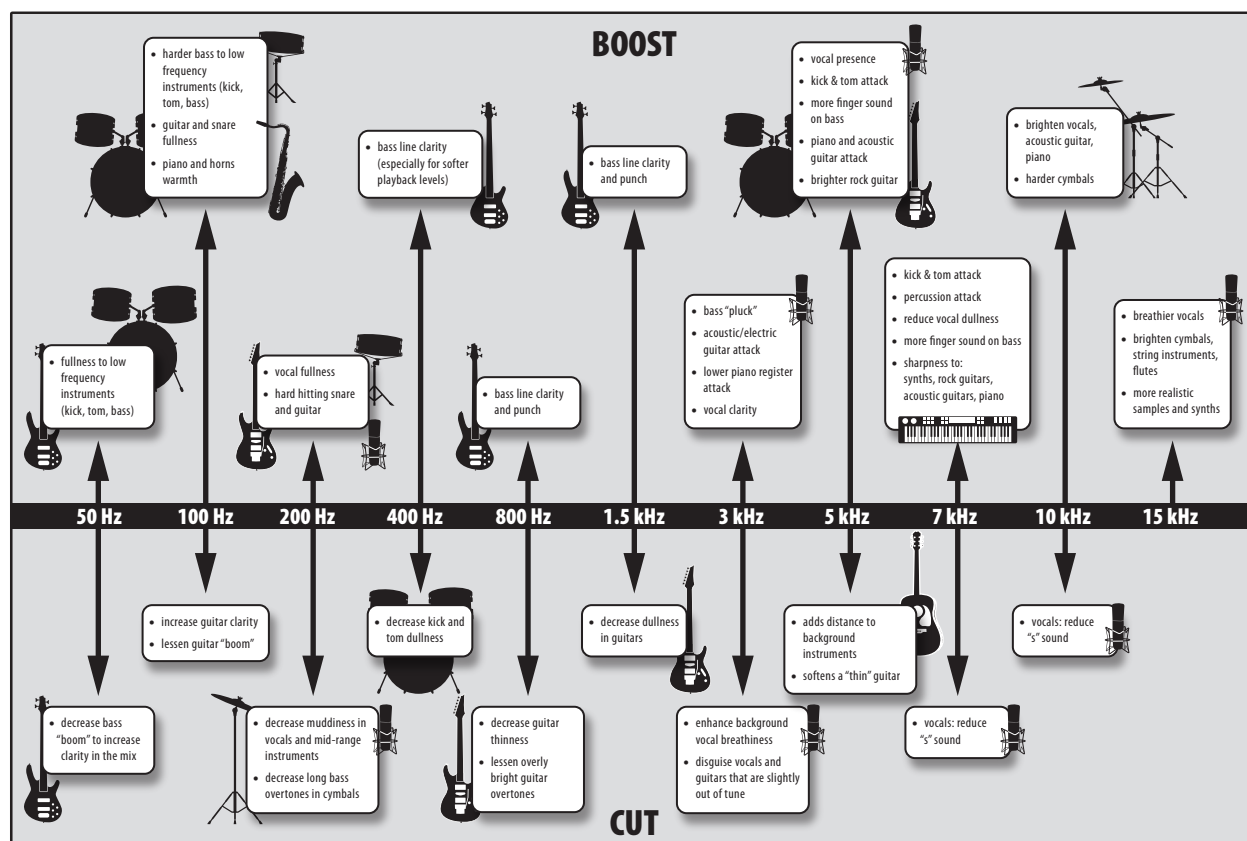 BOOST
harder bass to low
frequency
instruments (kick,
tom, bass)
guitar and snare
fullness
piano and horns
warmth
bass line clarity
(especially for softer
playback levels)
bass line clarity
and punch
vocal presence
kick & tom attack
more finger sound
on bass
piano and acoustic
guitar attack
brighter rock guitar
brighten vocals,
acoustic guitar,
piano
harder cymbals
fullness to low
frequency
instruments
(kick, tom, bass)
vocal fullness
hard hitting snare
and guitar
bass line clarity
and punch
bass “pluck”
acoustic/electric
guitar attack
lower piano register
attack
vocal clarity
kick & tom attack
percussion attack
reduce vocal dullness
more finger sound on bass
sharpness to:
synths, rock guitars,
acoustic guitars, piano
breathier vocals
brighten cymbals,
string instruments,
flutes
more realistic
samples and synths
50 Hz 100 Hz 200 Hz 400 Hz 800 Hz 1.5 kHz 3 kHz 5 kHz 7 kHz 10 kHz 15 kHz
increase guitar clarity
lessen guitar “boom”
decrease kick and
tom dullness
decrease dullness
in guitars
adds distance to
background
instruments
softens a “thin” guitar
vocals: reduce
“s” sound
decrease bass
“boom” to increase
clarity in the mix
decrease muddiness in
vocals and mid-range
instruments
decrease long bass
overtones in cymbals
decrease guitar
thinness
lessen overly
bright guitar
overtones
enhance background
vocal breathiness
disguise vocals and
guitars that are slightly
out of tune
vocals: reduce
“s” sound
CUT